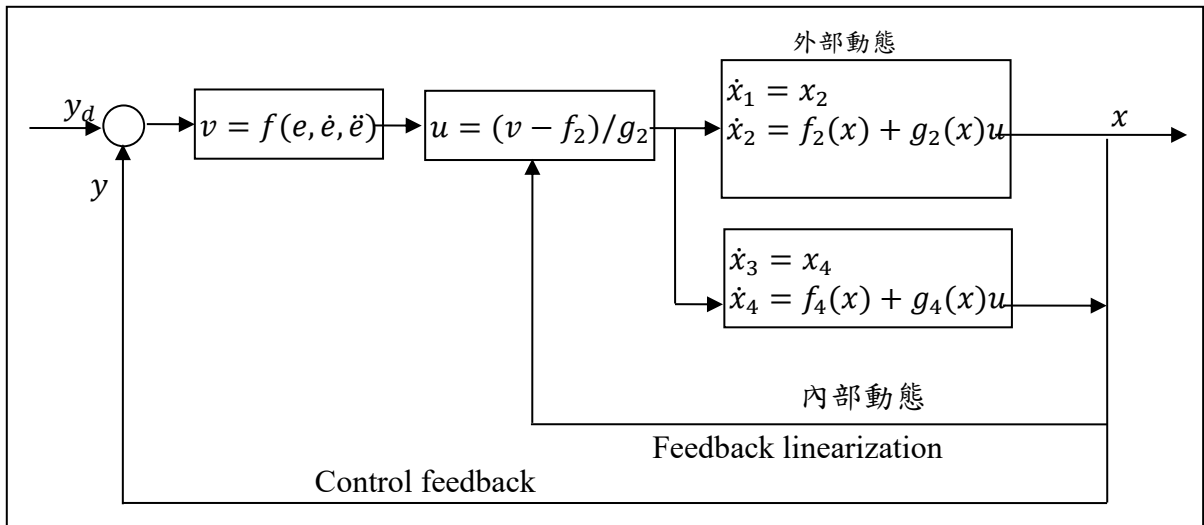 外部動態
y_d
v = f(e, ė, ë)
u = (v − f₂)/g₂
ẋ₁ = x₂
ẋ₂ = f₂(x) + g₂(x)u
x
y
ẋ₃ = x₄
ẋ₄ = f₄(x) + g₄(x)u
內部動態
Feedback linearization
Control feedback